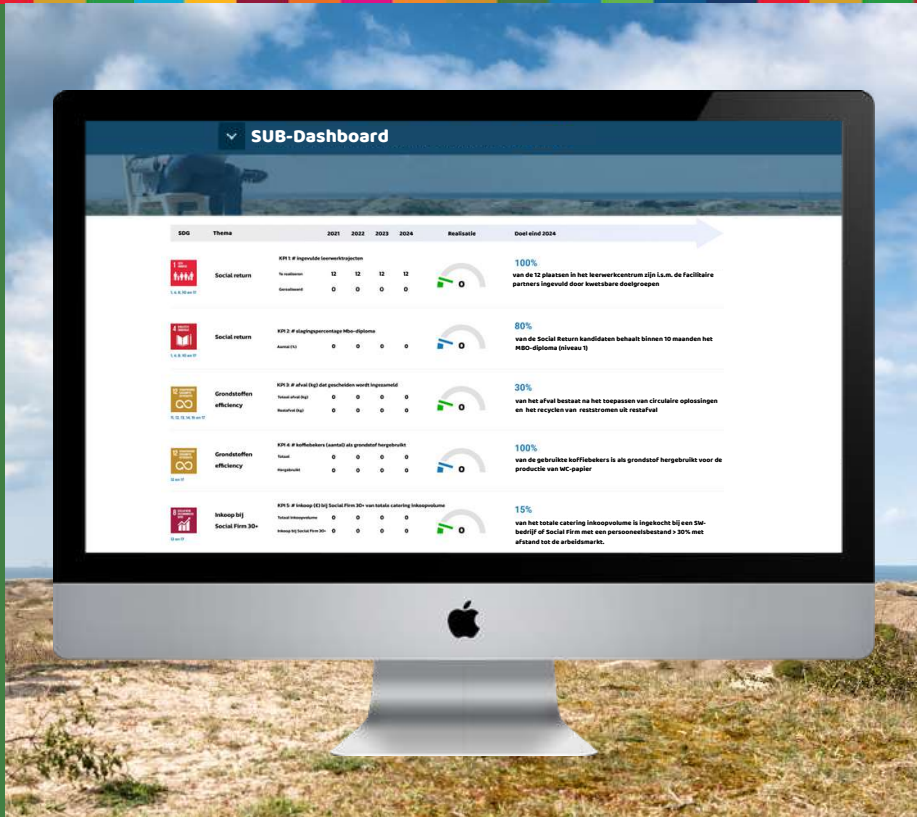 SUB-Dashboard
SDG Thema 2021 2022 2023 2024 Realisatie Doel eind 2024
KPI 1: # ingevulde leerwerktrajecten
100%
Social return
Te realiseren 12 12 12 12
Gerealiseerd 0 0 0 0
0
van de 12 plaatsen in het leerwerkcentrum zijn i.s.m. de facilitaire
partners ingevuld door kwetsbare doelgroepen
KPI 2: # slagingspercentage Mbo-diploma
80%
Social return
Aantal (%) 0 0 0 0
0
van de Social Return kandidaten behaalt binnen 10 maanden het
MBO-diploma (niveau 1)
KPI 3: # afval (kg) dat gescheiden wordt ingezameld
30%
Grondstoffen
efficiency
Totaal afval (kg) 0 0 0 0
Restafval (kg) 0 0 0 0
0
van het afval bestaat na het toepassen van circulaire oplossingen
en het recyclen van reststromen uit restafval
KPI 4: # koffiebekers (aantal) als grondstof hergebruikt
100%
Grondstoffen
efficiency
Totaal 0 0 0 0
Hergebruikt 0 0 0 0
0
van de gebruikte koffiebekers is als grondstof hergebruikt voor de
productie van WC-papier
12 en 17
KPI 5: # inkoop (€) bij Social Firm 30+ van totale catering inkoopvolume
15%
Inkoop bij
Social Firm 30+
Totaal inkoopvolume 0 0 0 0
Inkoop bij Social Firm 30+ 0 0 0 0
0
van het totale catering inkoopvolume is ingekocht bij een SW-
bedrijf of Social Firm met een persooneelsbestand > 30% met
afstand tot de arbeidsmarkt.
12 en 17